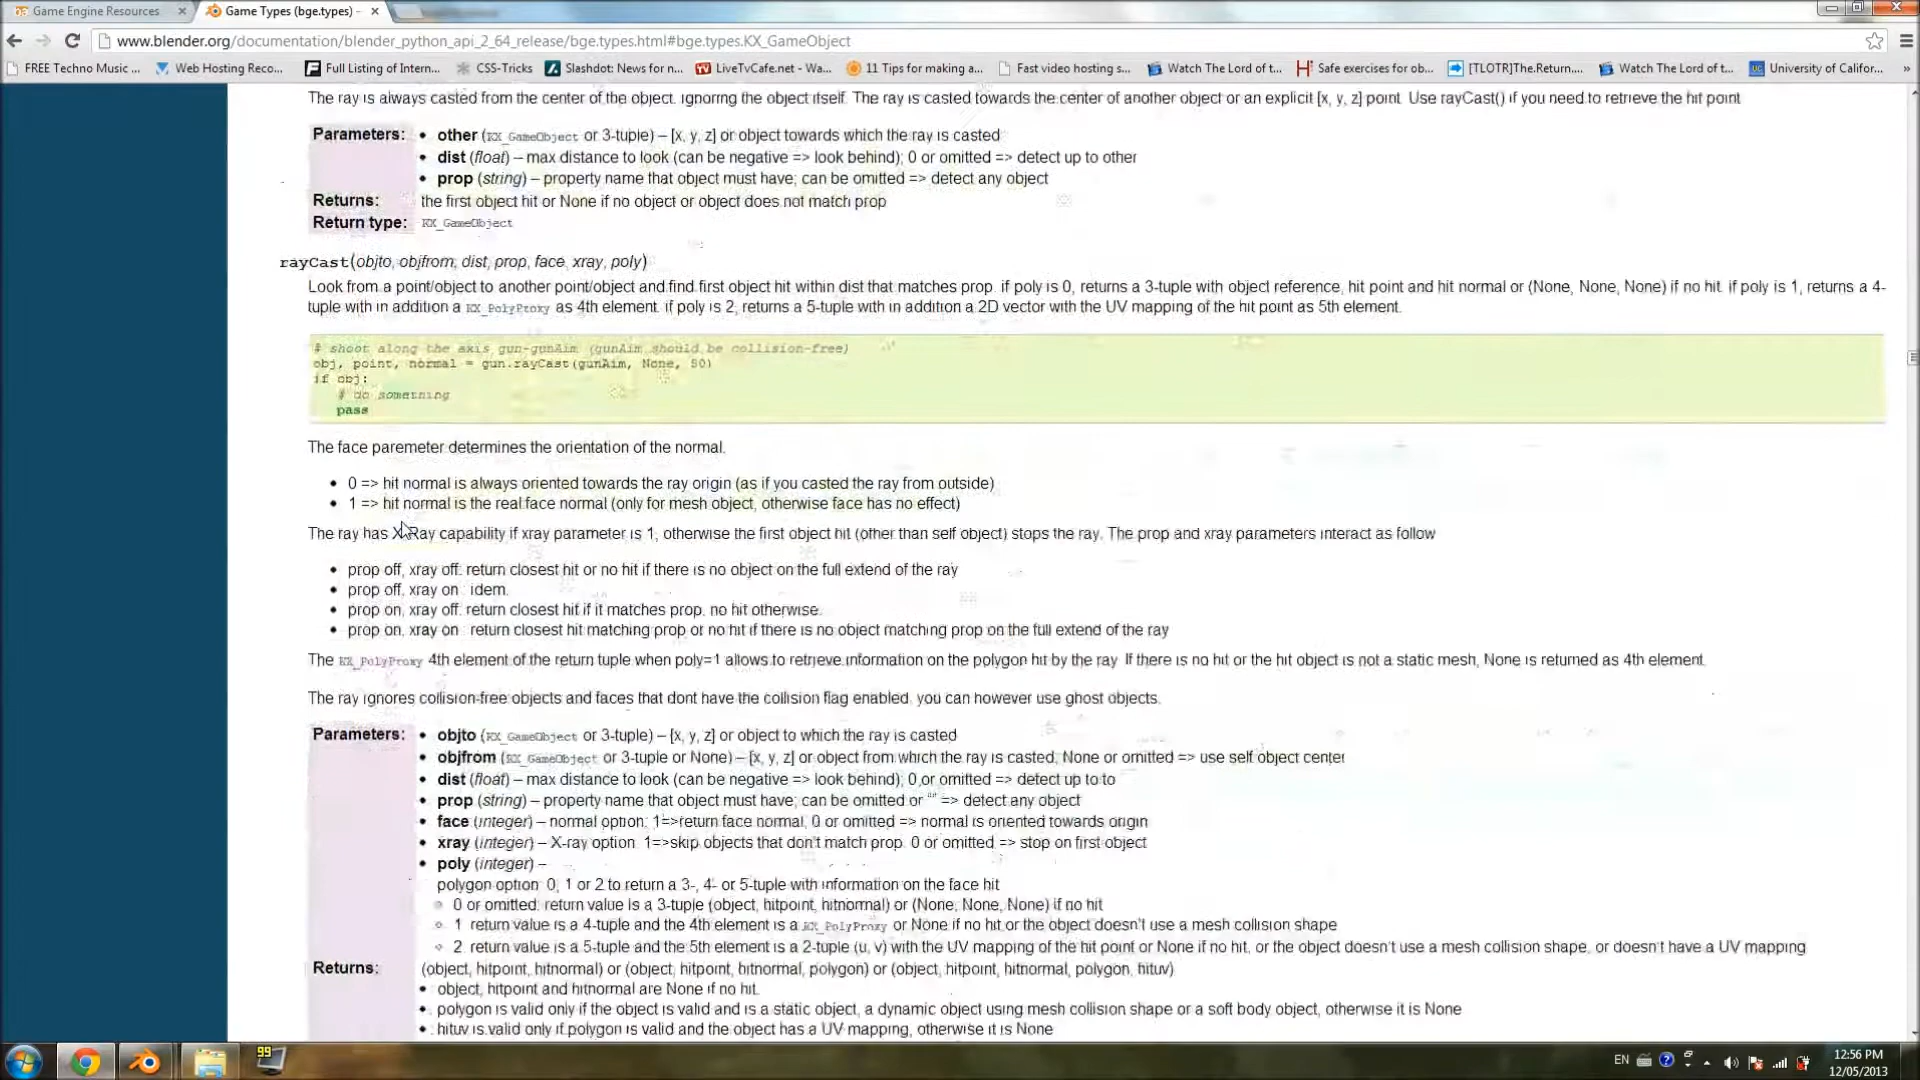 Game Engine Resources
Game Types (bge.types) -
www.blender.org/documentation/blender_python_api_2_64_release/bge.types.html#bge.types.KX_GameObject
FREE Techno Music ...
Web Hosting Reco...
Full Listing of Intern...
CSS-Tricks
Slashdot: News for n...
LiveTvCafe.net - Wa...
11 Tips for making a...
Fast video hosting s...
Watch The Lord of t...
Safe exercises for ob...
[TLOTR]The.Return....
Watch The Lord of t...
University of Califor...
»
The ray is always casted from the center of the object, ignoring the object itself. The ray is casted towards the center of another object or an explicit [x, y, z] point. Use rayCast() if you need to retrieve the hit point
Parameters:
• other (KX_GameObject or 3-tuple) – [x, y, z] or object towards which the ray is casted
• dist (float) – max distance to look (can be negative => look behind); 0 or omitted => detect up to other
• prop (string) – property name that object must have; can be omitted => detect any object
Returns: the first object hit or None if no object or object does not match prop
Return type: KX_GameObject
rayCast(objto, objfrom, dist, prop, face, xray, poly)
Look from a point/object to another point/object and find first object hit within dist that matches prop. if poly is 0, returns a 3-tuple with object reference, hit point and hit normal or (None, None, None) if no hit. if poly is 1, returns a 4-
tuple with in addition a KX_PolyProxy as 4th element. if poly is 2, returns a 5-tuple with in addition a 2D vector with the UV mapping of the hit point as 5th element.
# shoot along the axis gun-gunAim (gunAim should be collision-free)
obj, point, normal = gun.rayCast(gunAim, None, 50)
if obj:
# do something
pass
The face paremeter determines the orientation of the normal.
• 0 => hit normal is always oriented towards the ray origin (as if you casted the ray from outside)
• 1 => hit normal is the real face normal (only for mesh object, otherwise face has no effect)
The ray has X-Ray capability if xray parameter is 1, otherwise the first object hit (other than self object) stops the ray. The prop and xray parameters interact as follow
• prop off, xray off: return closest hit or no hit if there is no object on the full extend of the ray
• prop off, xray on : idem.
• prop on, xray off: return closest hit if it matches prop, no hit otherwise.
• prop on, xray on : return closest hit matching prop or no hit if there is no object matching prop on the full extend of the ray
The KX_PolyProxy 4th element of the return tuple when poly=1 allows to retrieve information on the polygon hit by the ray. If there is no hit or the hit object is not a static mesh, None is returned as 4th element.
The ray ignores collision-free objects and faces that dont have the collision flag enabled, you can however use ghost objects.
Parameters:
• objto (KX_GameObject or 3-tuple) – [x, y, z] or object to which the ray is casted
• objfrom (KX_GameObject or 3-tuple or None) – [x, y, z] or object from which the ray is casted; None or omitted => use self object center
• dist (float) – max distance to look (can be negative => look behind); 0 or omitted => detect up to to
• prop (string) – property name that object must have; can be omitted or "" => detect any object
• face (integer) – normal option: 1=>return face normal; 0 or omitted => normal is oriented towards origin
• xray (integer) – X-ray option: 1=>skip objects that don't match prop; 0 or omitted => stop on first object
• poly (integer) –
polygon option: 0, 1 or 2 to return a 3-, 4- or 5-tuple with information on the face hit
0 or omitted: return value is a 3-tuple (object, hitpoint, hitnormal) or (None, None, None) if no hit
1 return value is a 4-tuple and the 4th element is a KX_PolyProxy or None if no hit or the object doesn't use a mesh collision shape
2 return value is a 5-tuple and the 5th element is a 2-tuple (u, v) with the UV mapping of the hit point or None if no hit, or the object doesn't use a mesh collision shape, or doesn't have a UV mapping
Returns: (object, hitpoint, hitnormal) or (object, hitpoint, hitnormal, polygon) or (object, hitpoint, hitnormal, polygon, hituv)
• object, hitpoint and hitnormal are None if no hit.
• polygon is valid only if the object is valid and is a static object, a dynamic object using mesh collision shape or a soft body object, otherwise it is None
• hituv is valid only if polygon is valid and the object has a UV mapping, otherwise it is None
99
EN
12:56 PM
12/05/2013